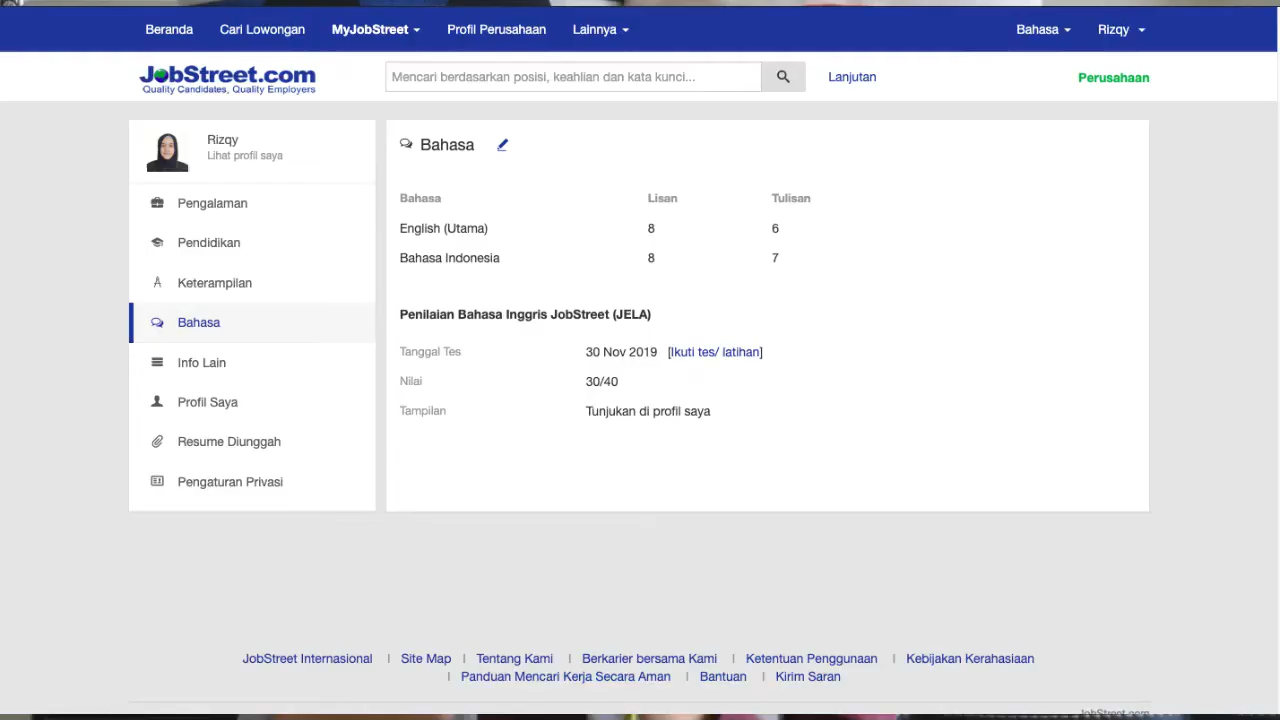 Beranda Cari Lowongan MyJobStreet Profil Perusahaan Lainnya Bahasa Rizqy
JobStreet.com
Quality Candidates, Quality Employers
Mencari berdasarkan posisi, keahlian dan kata kunci... Lanjutan Perusahaan
Rizqy
Lihat profil saya
Pengalaman
Pendidikan
Keterampilan
Bahasa
Info Lain
Profil Saya
Resume Diunggah
Pengaturan Privasi
Bahasa
Bahasa Lisan Tulisan
English (Utama) 8 6
Bahasa Indonesia 8 7
Penilaian Bahasa Inggris JobStreet (JELA)
Tanggal Tes 30 Nov 2019 [Ikuti tes/ latihan]
Nilai 30/40
Tampilan Tunjukan di profil saya
JobStreet Internasional | Site Map | Tentang Kami | Berkarier bersama Kami | Ketentuan Penggunaan | Kebijakan Kerahasiaan
| Panduan Mencari Kerja Secara Aman | Bantuan | Kirim Saran
JobStreet.com